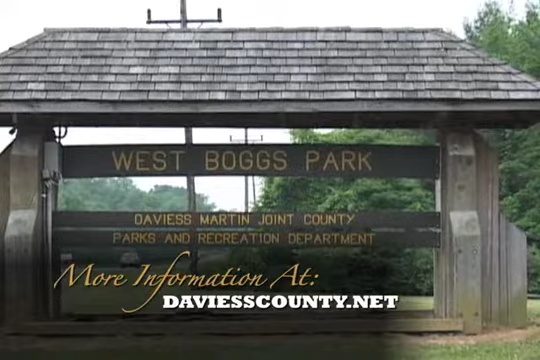 WEST BOGGS PARK
DAVIESS MARTIN JOINT COUNTY
PARKS AND RECREATION DEPARTMENT
More Information At:
DAVIESSCOUNTY.NET